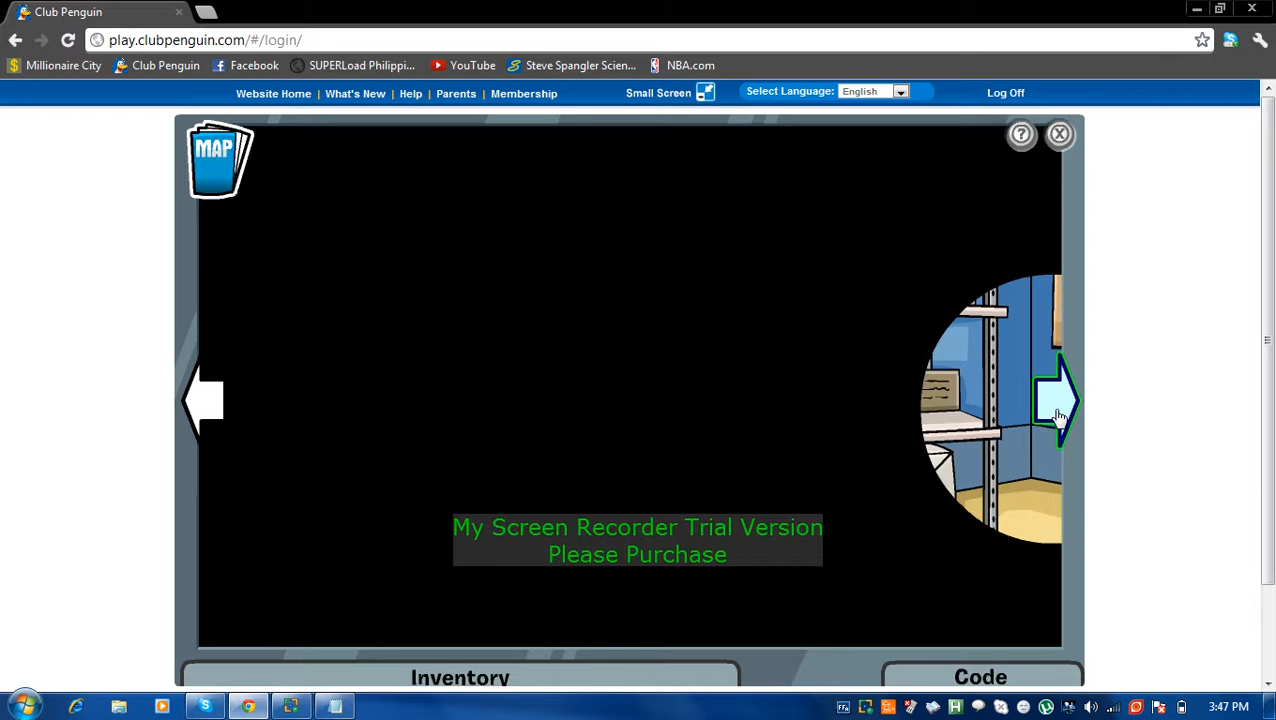 Club Penguin
play.clubpenguin.com/#/login/
Millionaire City
Club Penguin
Facebook
SUPERLoad Philippi...
YouTube
Steve Spangler Scien...
NBA.com
Website Home | What's New | Help | Parents | Membership
Small Screen
Select Language:
English
Log Off
MAP
?
X
My Screen Recorder Trial Version
Please Purchase
Inventory
Code
3:47 PM